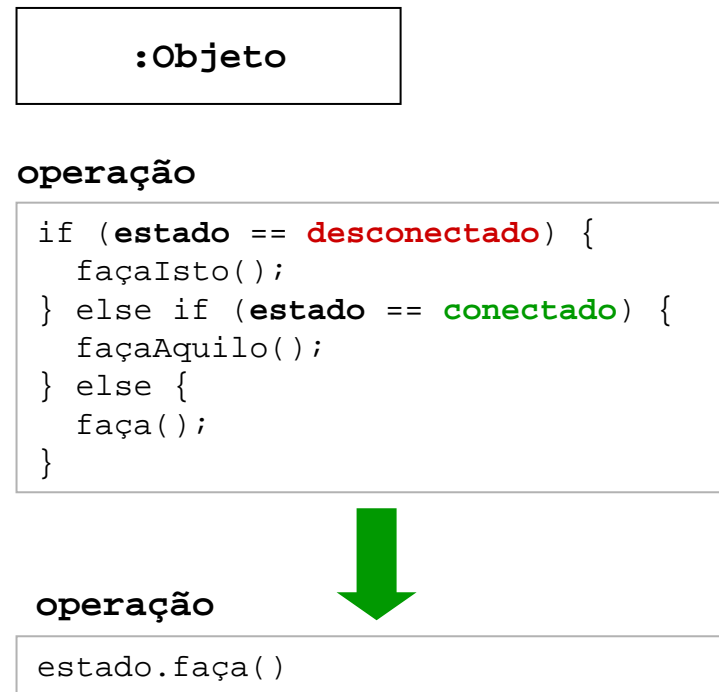 :Objeto
operação
if (estado == desconectado) {
  façaIsto();
} else if (estado == conectado) {
  façaAquilo();
} else {
  faça();
}
operação
estado.faça()